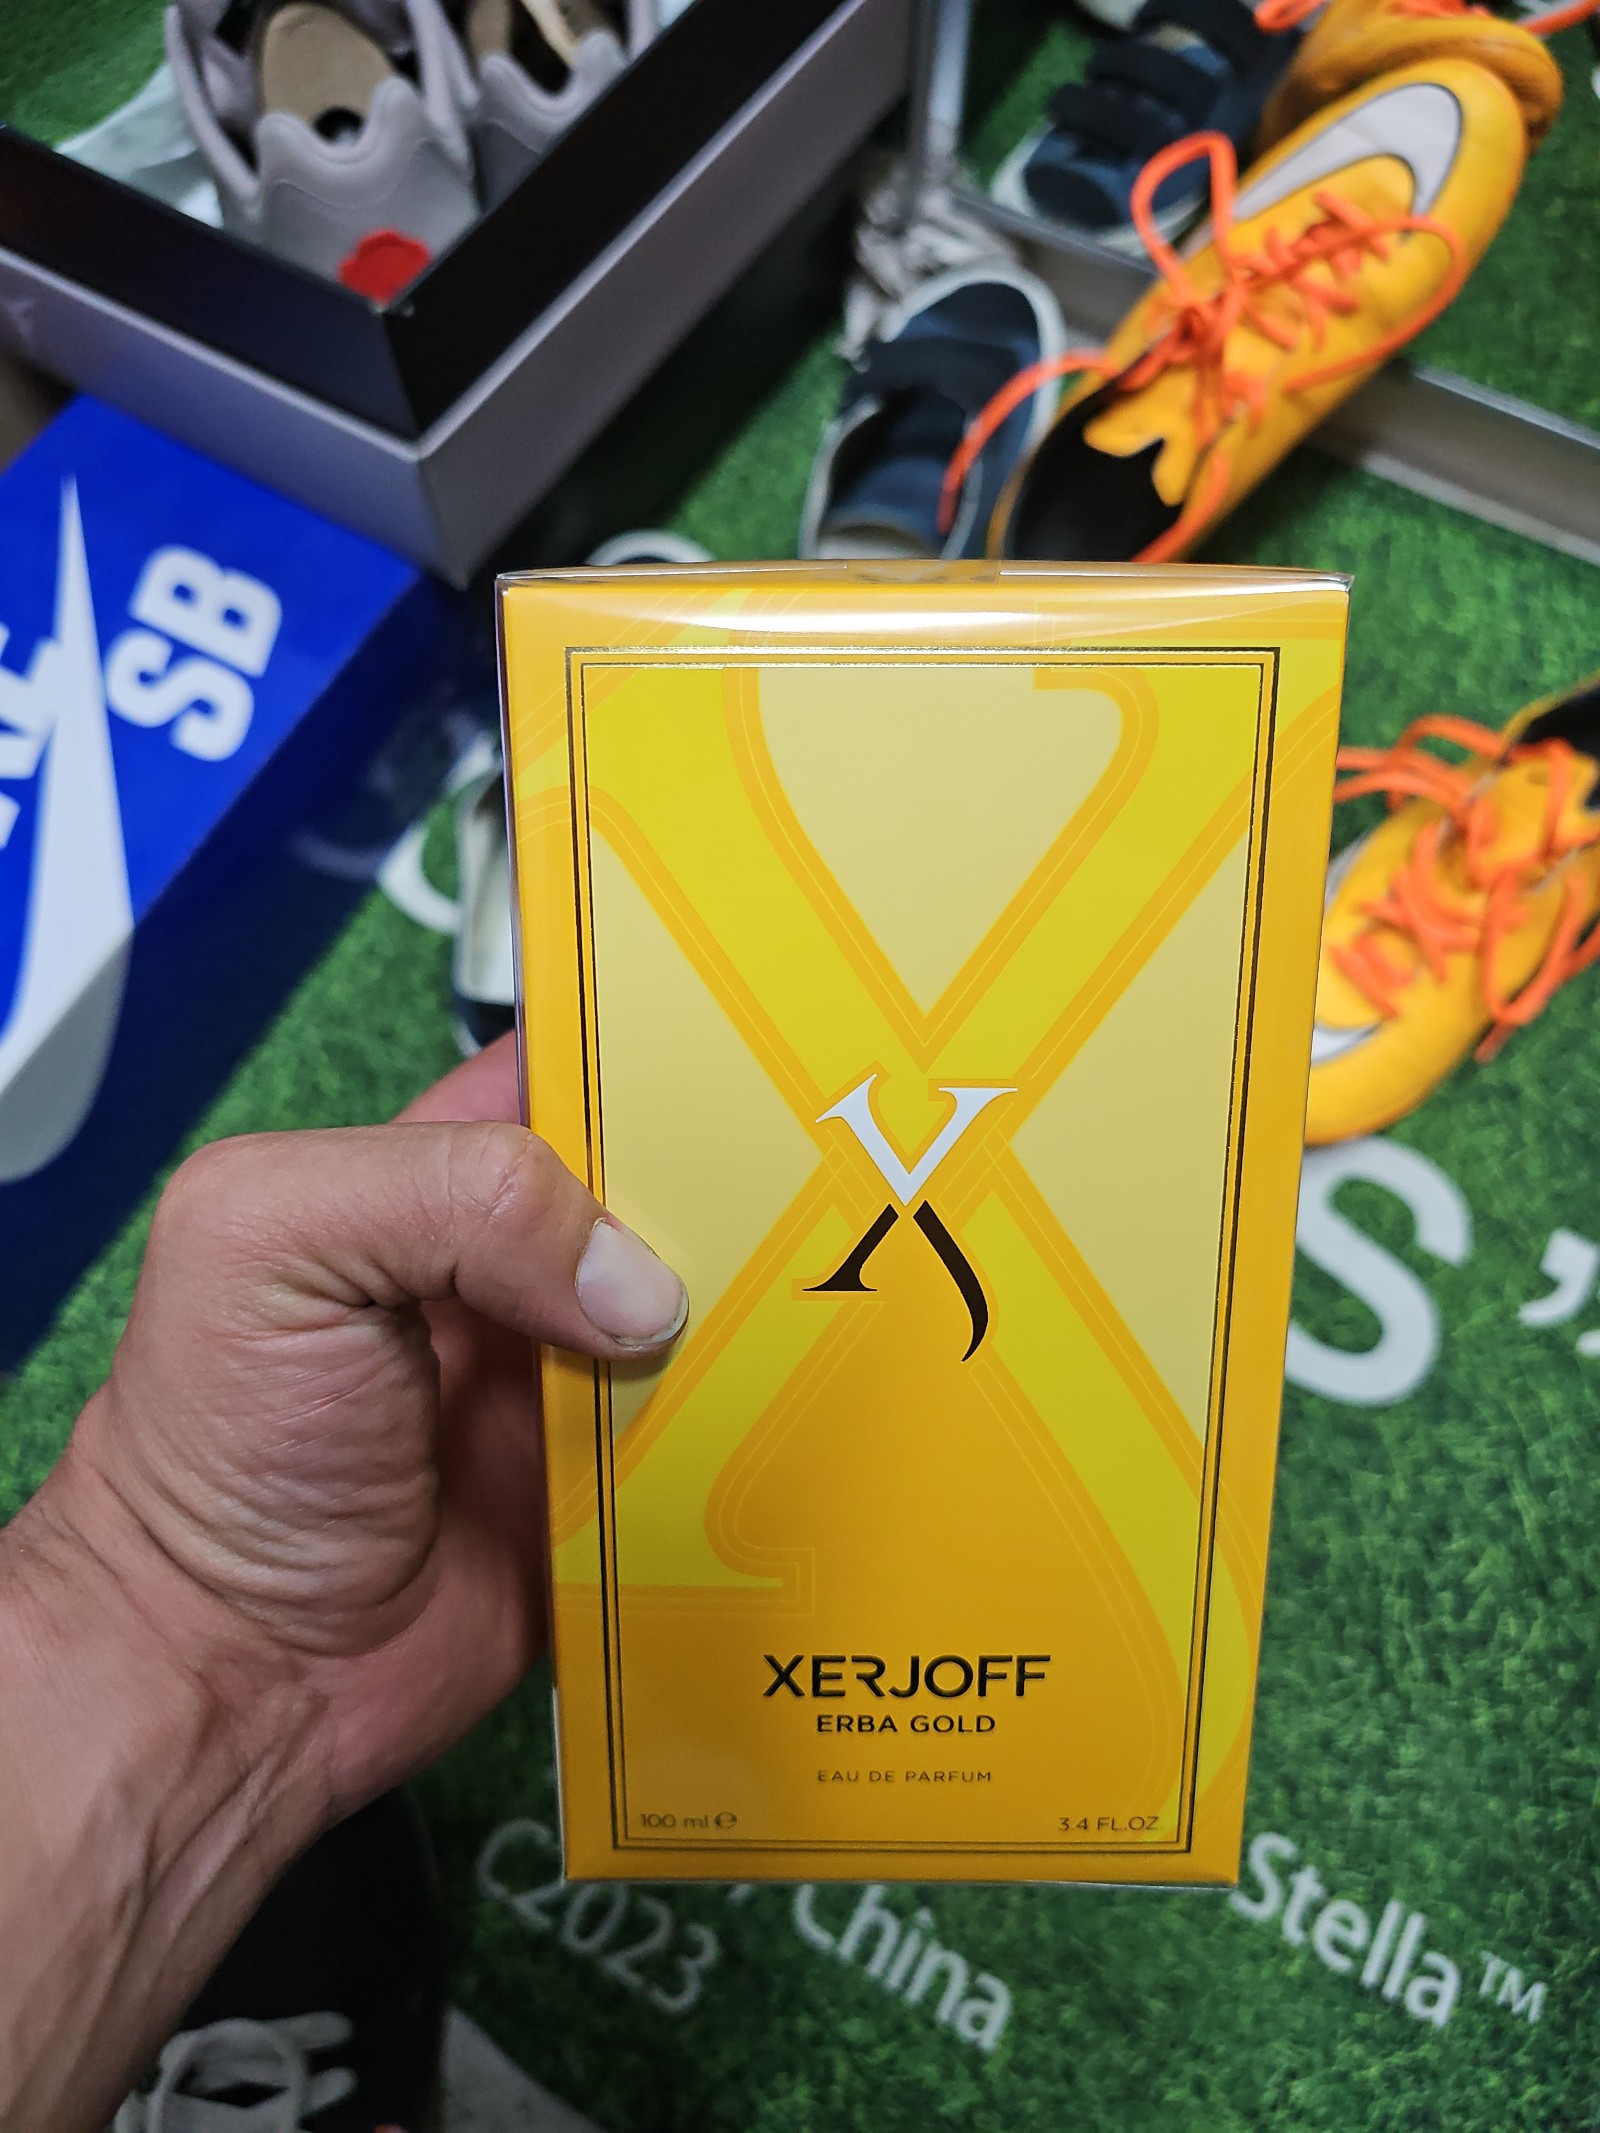 SB
XERJOFF
ERBA GOLD
EAU DE PARFUM
100 ml ℮
3.4 FL.OZ
S',
C2023
China
Stella™